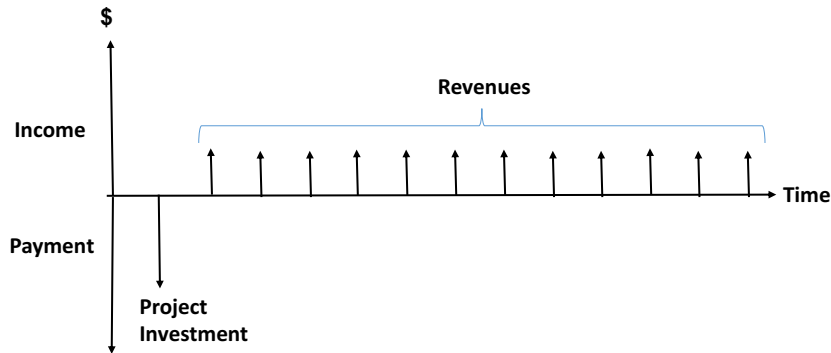 $
Revenues
Income
Time
Payment
Project
Investment